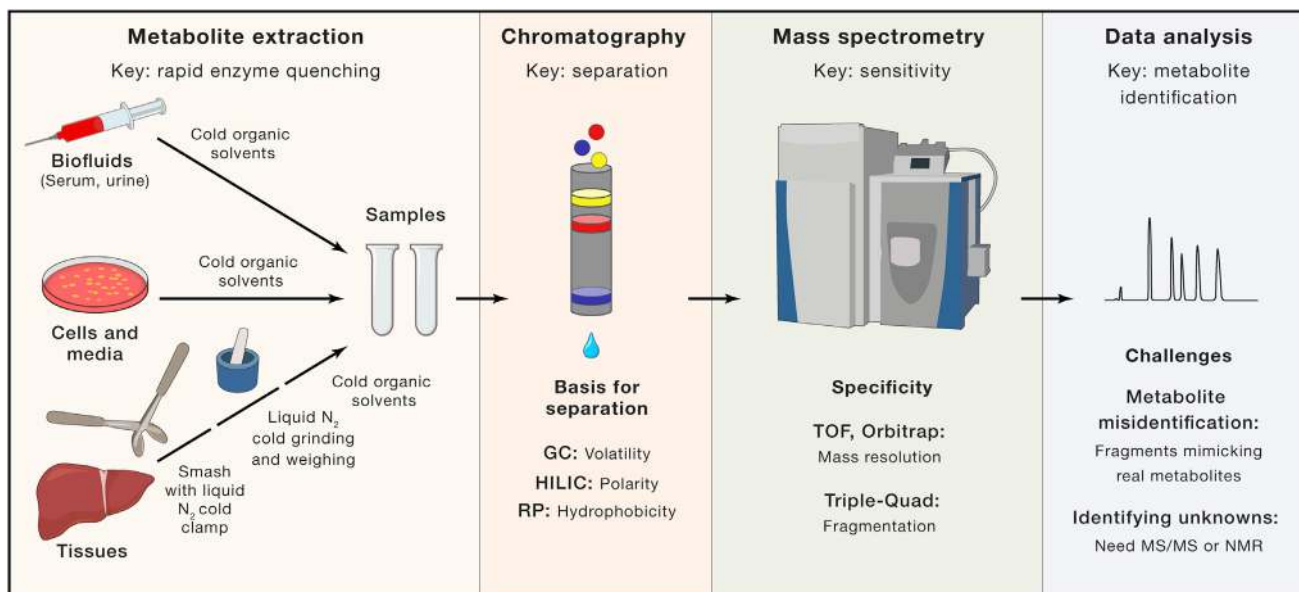 Metabolite extraction
Key: rapid enzyme quenching
Cold organic
solvents
Biofluids
(Serum, urine)
Samples
Cold organic
solvents
Cells and
media
Cold organic
solvents
Liquid N2
cold grinding
and weighing
Smash
with liquid
N2 cold
clamp
Tissues
Chromatography
Key: separation
Basis for
separation
GC: Volatility
HILIC: Polarity
RP: Hydrophobicity
Mass spectrometry
Key: sensitivity
Specificity
TOF, Orbitrap:
Mass resolution
Triple-Quad:
Fragmentation
Data analysis
Key: metabolite
identification
Challenges
Metabolite
misidentification:
Fragments mimicking
real metabolites
Identifying unknowns:
Need MS/MS or NMR